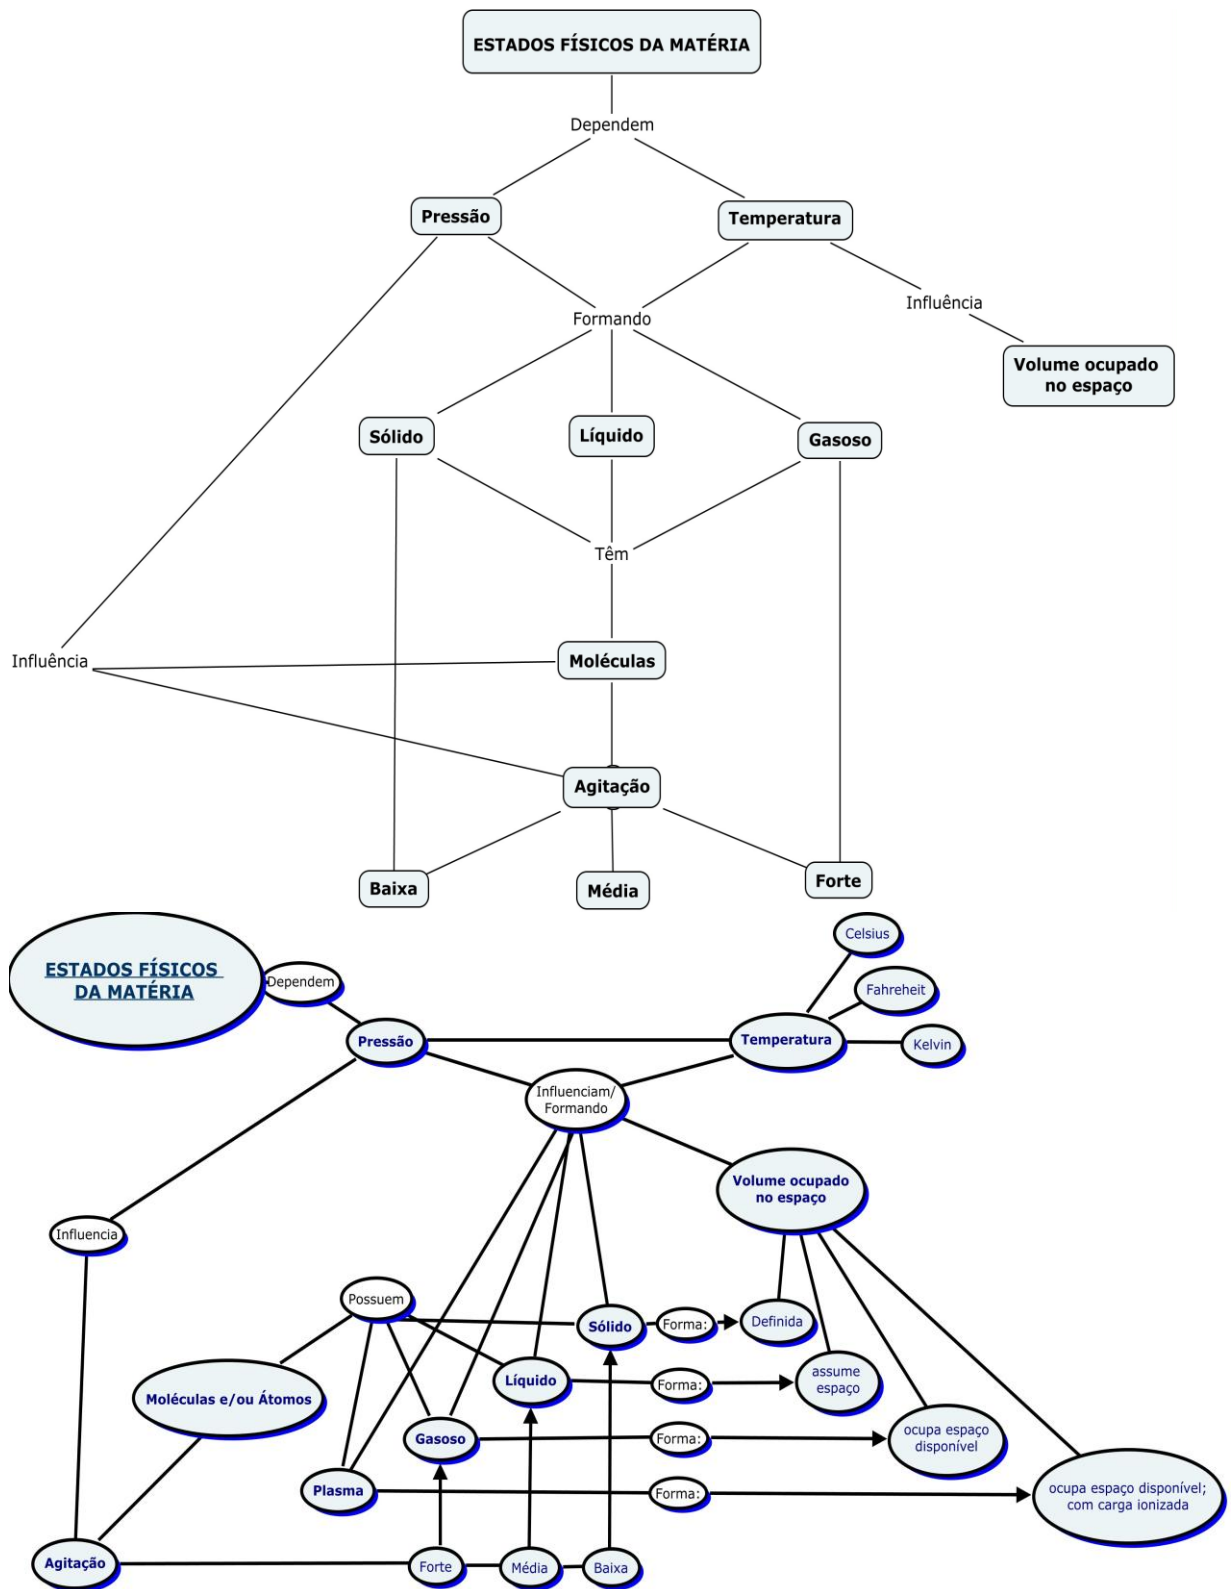 ESTADOS FÍSICOS DA MATÉRIA
Dependem
Pressão
Temperatura
Influência
Formando
Volume ocupado
no espaço
Sólido
Líquido
Gasoso
Têm
Influência
Moléculas
Agitação
Baixa
Média
Forte
ESTADOS FÍSICOS
DA MATÉRIA
Dependem
Celsius
Fahreheit
Pressão
Temperatura
Kelvin
Influenciam/
Formando
Volume ocupado
no espaço
Influencia
Possuem
Sólido
Forma:
Definida
Moléculas e/ou Átomos
Líquido
Forma:
assume
espaço
Gasoso
Forma:
ocupa espaço
disponível
Plasma
Forma:
ocupa espaço disponível;
com carga ionizada
Agitação
Forte
Média
Baixa